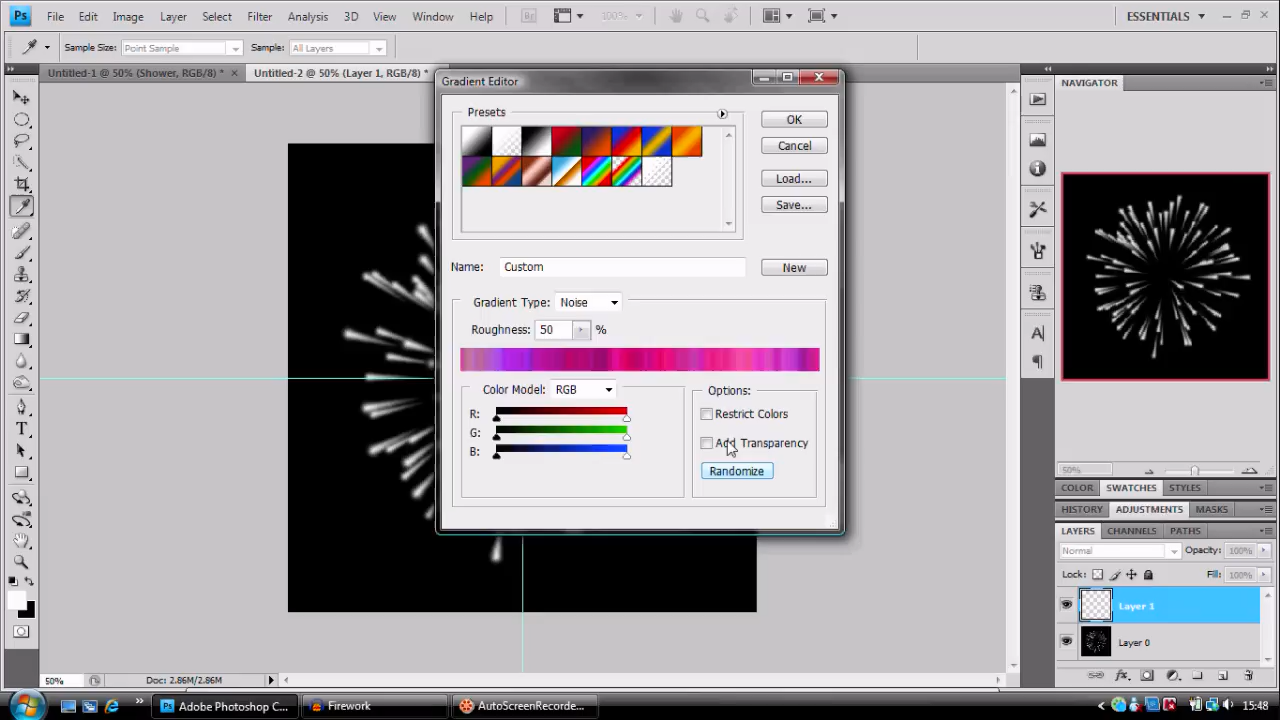 Ps File Edit Image Layer Select Filter Analysis 3D View Window Help Br 100% ESSENTIALS
Sample Size: Point Sample Sample: All Layers
Untitled-1 @ 50% (Shower, RGB/8) * × Untitled-2 @ 50% (Layer 1, RGB/8) *
Gradient Editor
Presets
OK
Cancel
Load...
Save...
Name: Custom
New
Gradient Type: Noise
Roughness: 50 %
Color Model: RGB
R:
G:
B:
Options:
Restrict Colors
Add Transparency
Randomize
NAVIGATOR
50%
COLOR SWATCHES STYLES
HISTORY ADJUSTMENTS MASKS
LAYERS CHANNELS PATHS
Normal Opacity: 100%
Lock: Fill: 100%
Layer 1
Layer 0
50% Doc: 2.86M/2.86M
Ps Adobe Photoshop C... Firework AutoScreenRecorde... 15:48